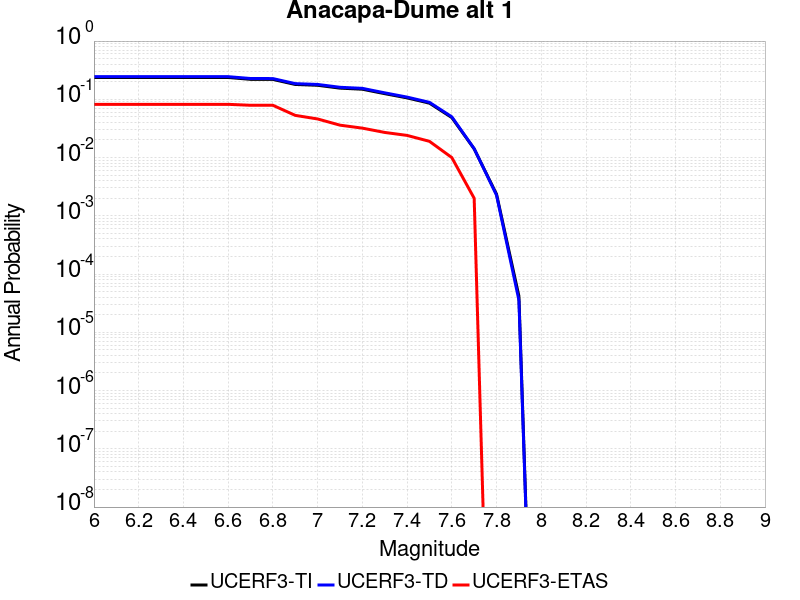 Anacapa-Dume alt 1
Annual Probability
10^0
10^-1
10^-2
10^-3
10^-4
10^-5
10^-6
10^-7
10^-8
6 6.2 6.4 6.6 6.8 7 7.2 7.4 7.6 7.8 8 8.2 8.4 8.6 8.8 9
Magnitude
UCERF3-TI UCERF3-TD UCERF3-ETAS